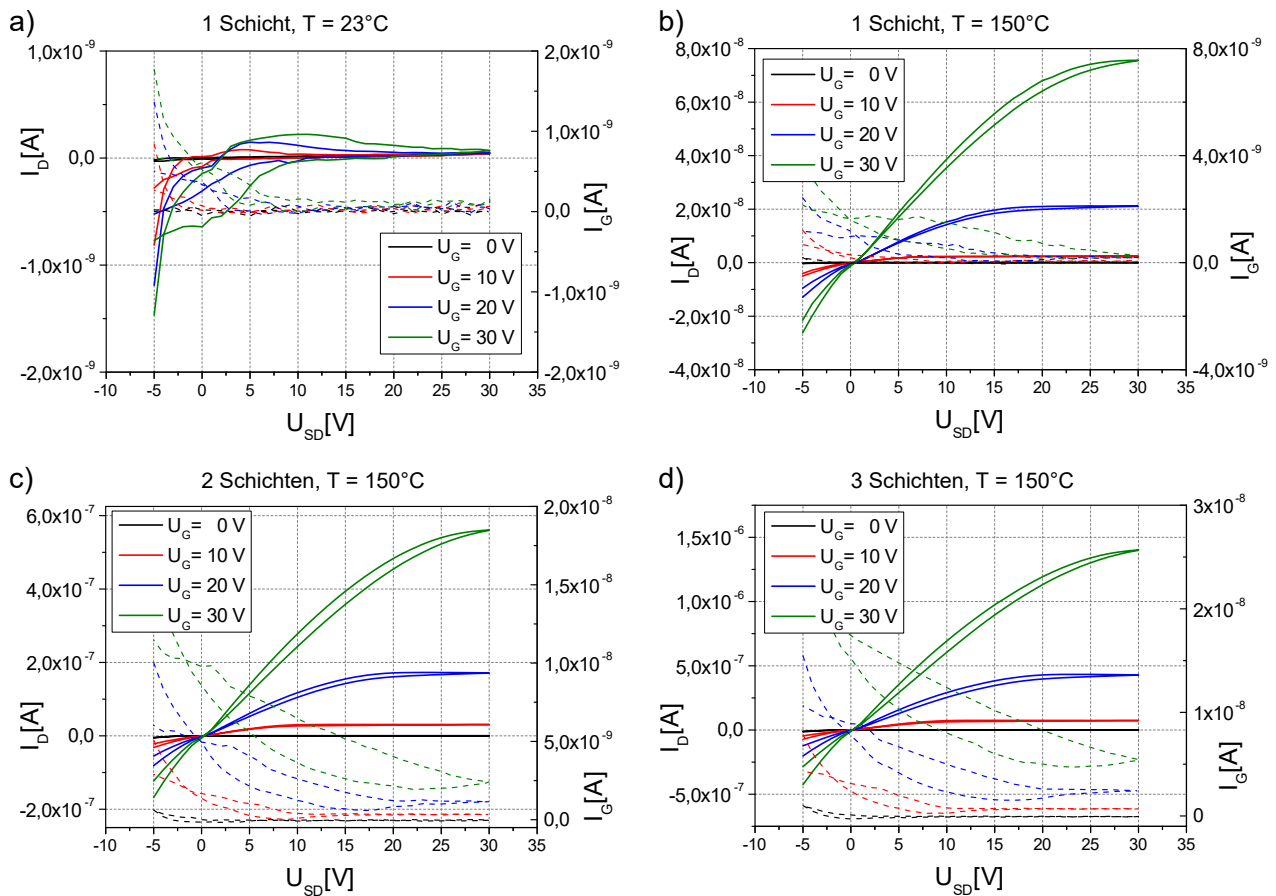 a)
1 Schicht, T = 23°C
1,0x10⁻⁹
0,0
-1,0x10⁻⁹
-2,0x10⁻⁹
I_D[A]
2,0x10⁻⁹
1,0x10⁻⁹
0,0
-1,0x10⁻⁹
-2,0x10⁻⁹
I_G[A]
U_G= 0 V
U_G= 10 V
U_G= 20 V
U_G= 30 V
-10 -5 0 5 10 15 20 25 30 35
U_SD[V]
b)
1 Schicht, T = 150°C
8,0x10⁻⁸
6,0x10⁻⁸
4,0x10⁻⁸
2,0x10⁻⁸
0,0
-2,0x10⁻⁸
-4,0x10⁻⁸
I_D[A]
8,0x10⁻⁹
4,0x10⁻⁹
0,0
-4,0x10⁻⁹
I_G[A]
U_G= 0 V
U_G= 10 V
U_G= 20 V
U_G= 30 V
-10 -5 0 5 10 15 20 25 30 35
U_SD[V]
c)
2 Schichten, T = 150°C
6,0x10⁻⁷
4,0x10⁻⁷
2,0x10⁻⁷
0,0
-2,0x10⁻⁷
I_D[A]
2,0x10⁻⁸
1,5x10⁻⁸
1,0x10⁻⁸
5,0x10⁻⁹
0,0
I_G[A]
U_G= 0 V
U_G= 10 V
U_G= 20 V
U_G= 30 V
-10 -5 0 5 10 15 20 25 30 35
U_SD[V]
d)
3 Schichten, T = 150°C
1,5x10⁻⁶
1,0x10⁻⁶
5,0x10⁻⁷
0,0
-5,0x10⁻⁷
I_D[A]
3x10⁻⁸
2x10⁻⁸
1x10⁻⁸
0
I_G[A]
U_G= 0 V
U_G= 10 V
U_G= 20 V
U_G= 30 V
-10 -5 0 5 10 15 20 25 30 35
U_SD[V]